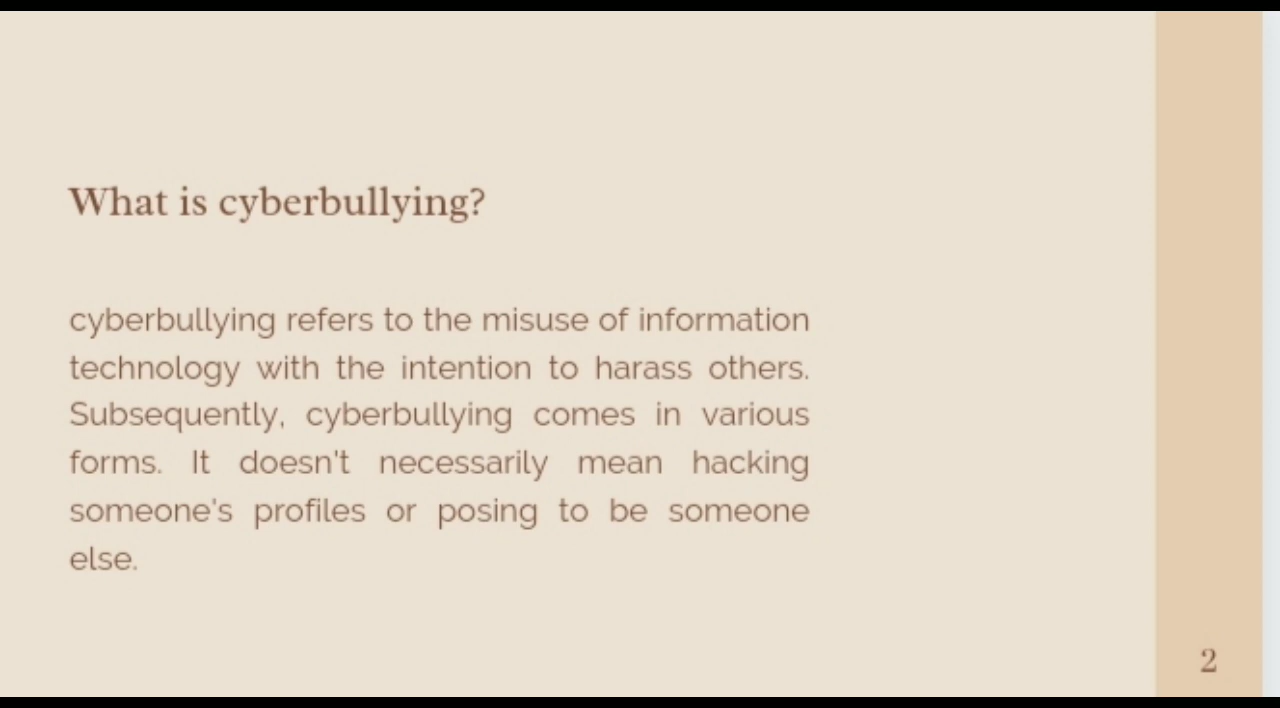 What is cyberbullying?
cyberbullying refers to the misuse of information
technology with the intention to harass others.
Subsequently, cyberbullying comes in various
forms. It doesn't necessarily mean hacking
someone's profiles or posing to be someone
else.
2